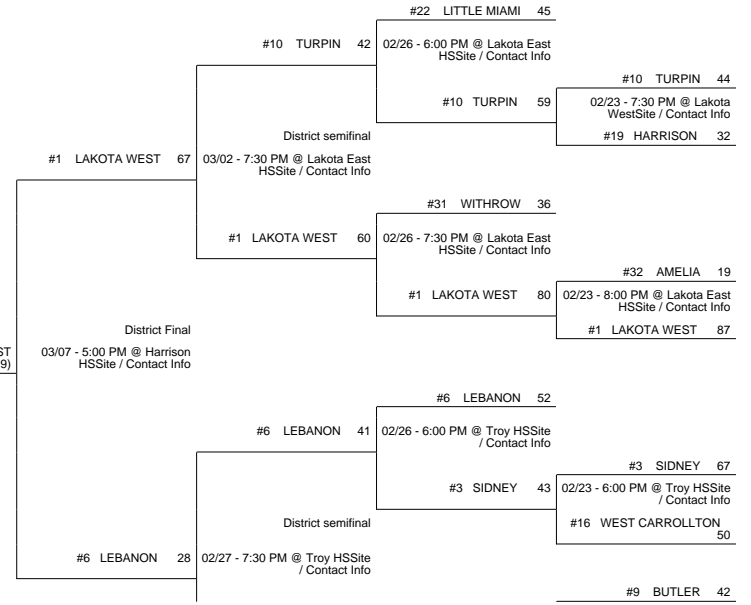 #22 LITTLE MIAMI 45
#10 TURPIN 42
02/26 - 6:00 PM @ Lakota East
HSSite / Contact Info
#10 TURPIN 44
#10 TURPIN 59
02/23 - 7:30 PM @ Lakota
WestSite / Contact Info
District semifinal
#19 HARRISON 32
#1 LAKOTA WEST 67
03/02 - 7:30 PM @ Lakota East
HSSite / Contact Info
#31 WITHROW 36
#1 LAKOTA WEST 60
02/26 - 7:30 PM @ Lakota East
HSSite / Contact Info
#32 AMELIA 19
#1 LAKOTA WEST 80
02/23 - 8:00 PM @ Lakota East
HSSite / Contact Info
District Final
#1 LAKOTA WEST 87
ST
9)
03/07 - 5:00 PM @ Harrison
HSSite / Contact Info
#6 LEBANON 52
#6 LEBANON 41
02/26 - 6:00 PM @ Troy HSSite
/ Contact Info
#3 SIDNEY 67
#3 SIDNEY 43
02/23 - 6:00 PM @ Troy HSSite
/ Contact Info
District semifinal
#16 WEST CARROLLTON
50
#6 LEBANON 28
02/27 - 7:30 PM @ Troy HSSite
/ Contact Info
#9 BUTLER 42